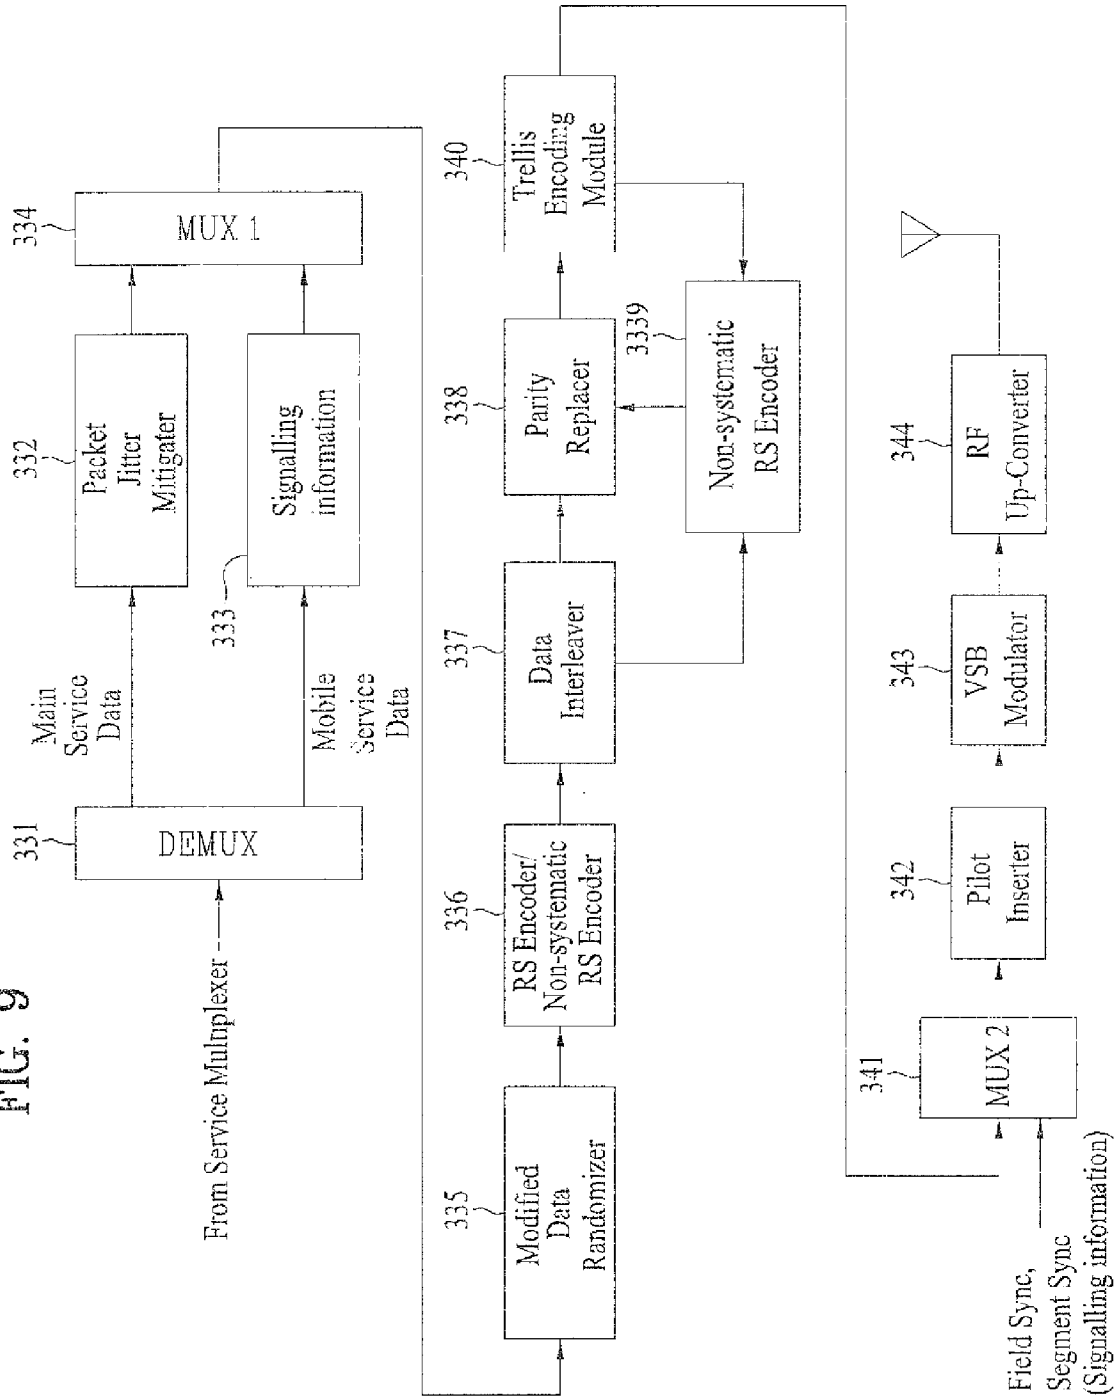 FIG. 9
From Service Multiplexer
331
DEMUX
Main
Service
Data
Mobile
Service
Data
332
Packet
Jitter
Mitigater
333
Signalling
information
334
MUX 1
335
Modified
Data
Randomizer
336
RS Encoder/
Non-systematic
RS Encoder
337
Data
Interleaver
338
Parity
Replacer
3339
Non-systematic
RS Encoder
340
Trellis
Encoding
Module
Field Sync,
Segment Sync
(Signalling information)
341
MUX 2
342
Pilot
Inserter
343
VSB
Modulator
344
RF
Up-Converter